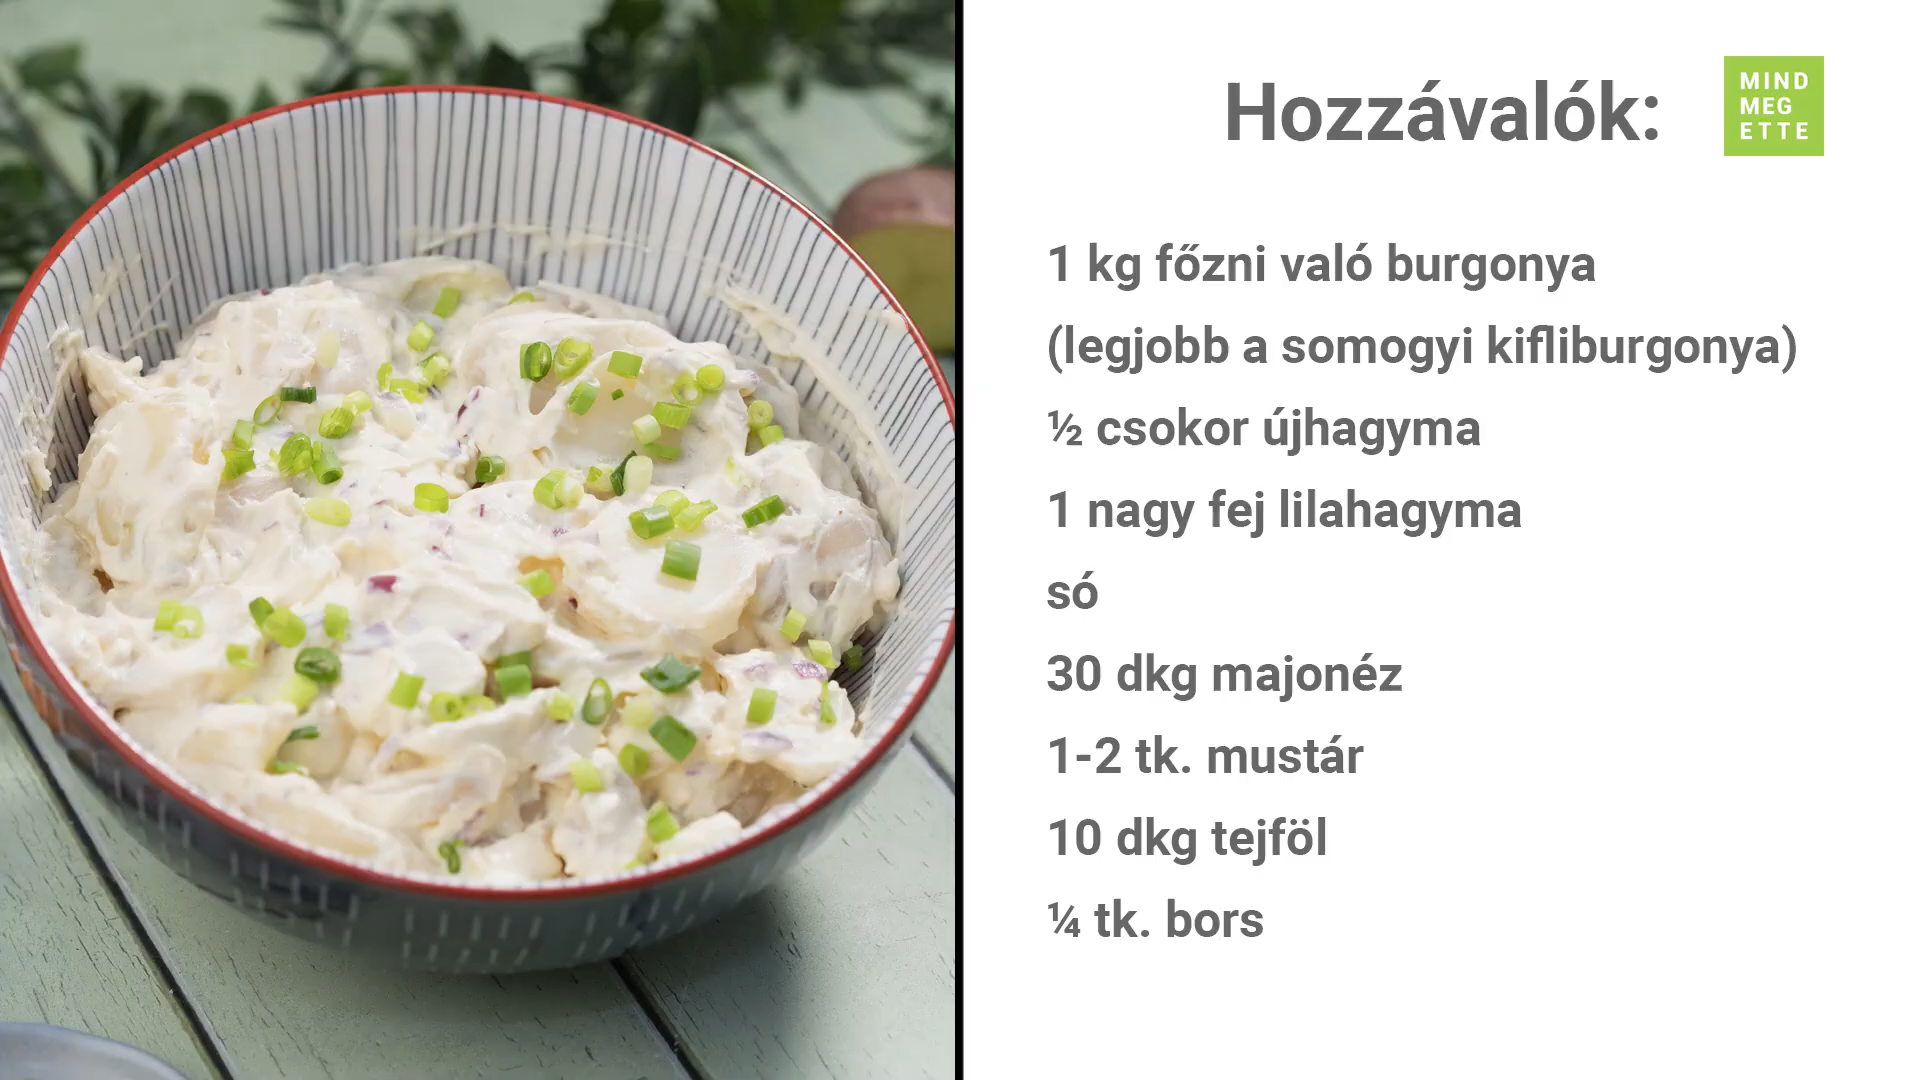 Hozzávalók:
MIND
MEG
ETTE
1 kg főzni való burgonya
(legjobb a somogyi kifliburgonya)
½ csokor újhagyma
1 nagy fej lilahagyma
só
30 dkg majonéz
1-2 tk. mustár
10 dkg tejföl
¼ tk. bors